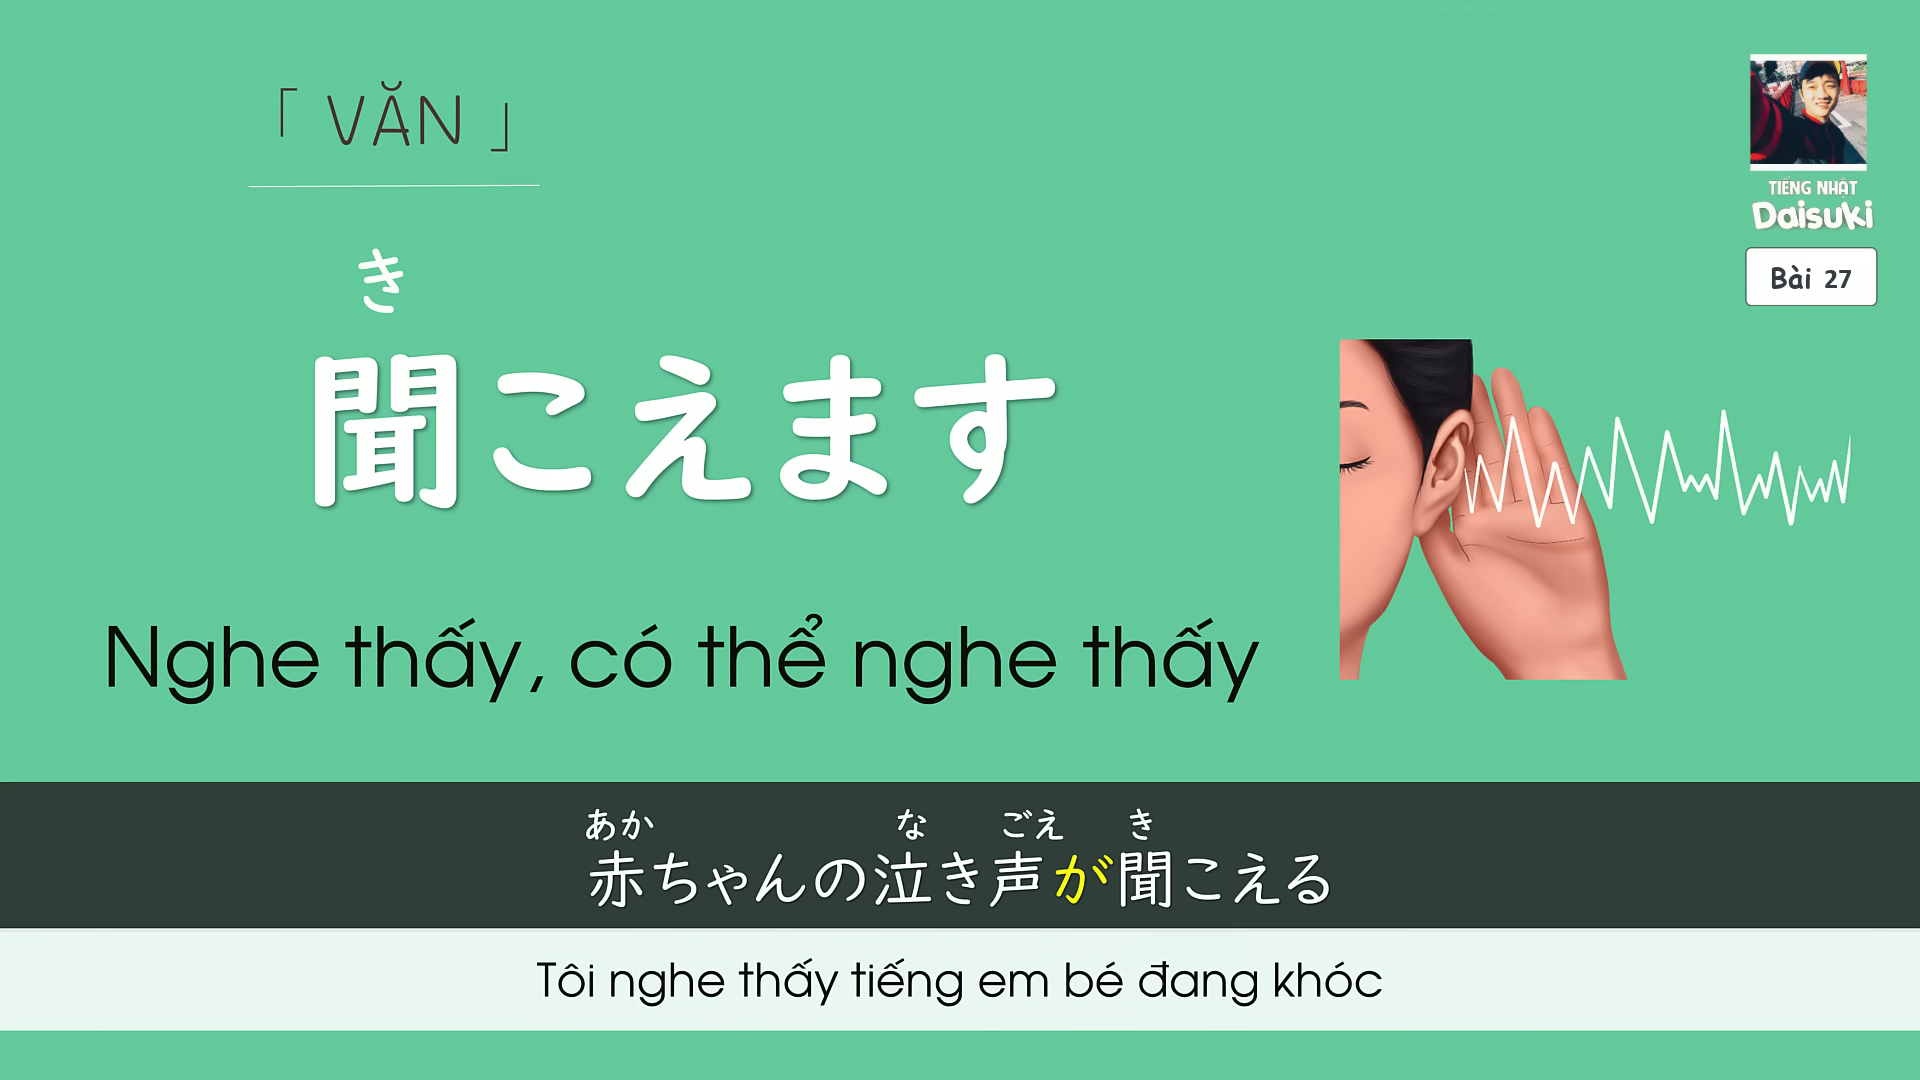 「 VĂN 」
TIẾNG NHẬT
Daisuki
Bài 27
き
聞こえます
Nghe thấy, có thể nghe thấy
あか な ごえ き
赤ちゃんの泣き声が聞こえる
Tôi nghe thấy tiếng em bé đang khóc